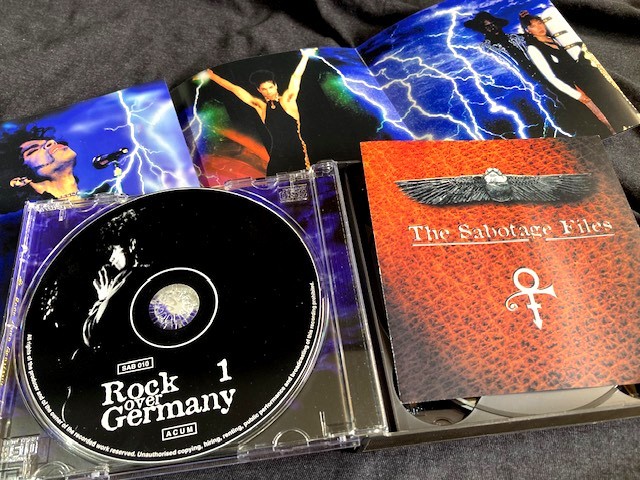 The Sabotage Files
SAB 010
Rock 1
over
Germany
ACUM
All rights of the producer and of the owner of the recorded work reserved. Unauthorised copying, hiring, renting, public performance and broadcasting of this recording prohibited.